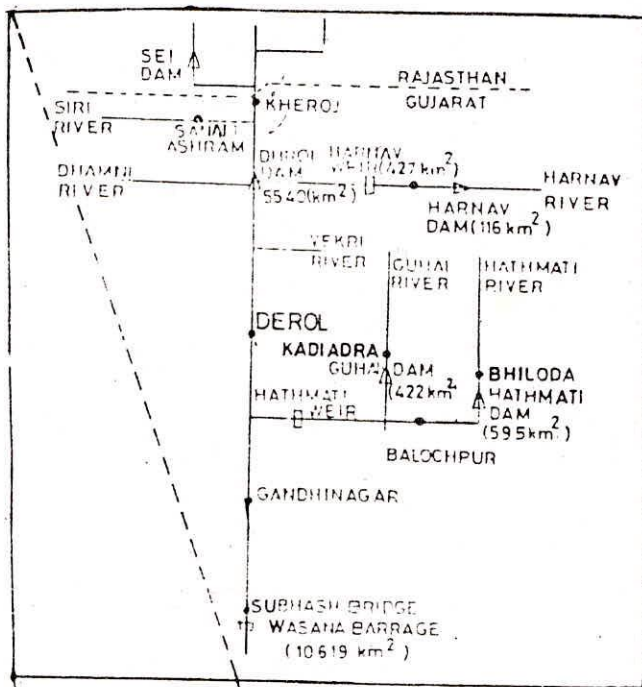 SEI
DAM
RAJASTHAN
GUJARAT
KHEROJ
SIRI
RIVER
ASHRAM
DHAMNI
RIVER
DAM
5540(km²)
HARNAV
WEIR(427 km²)
HARNAV
RIVER
HARNAV
DAM(116 km²)
RIVER
GUHAI
RIVER
HATHMATI
RIVER
DEROL
KADIADRA
GUHAI DAM
(422 km²
BHILODA
HATHMATI
DAM
(595 km²)
HATHMATI
WEIR
BALOCHPUR
GANDHINAGAR
SUBHASH BRIDGE
WASANA BARRAGE
(10619 km²)